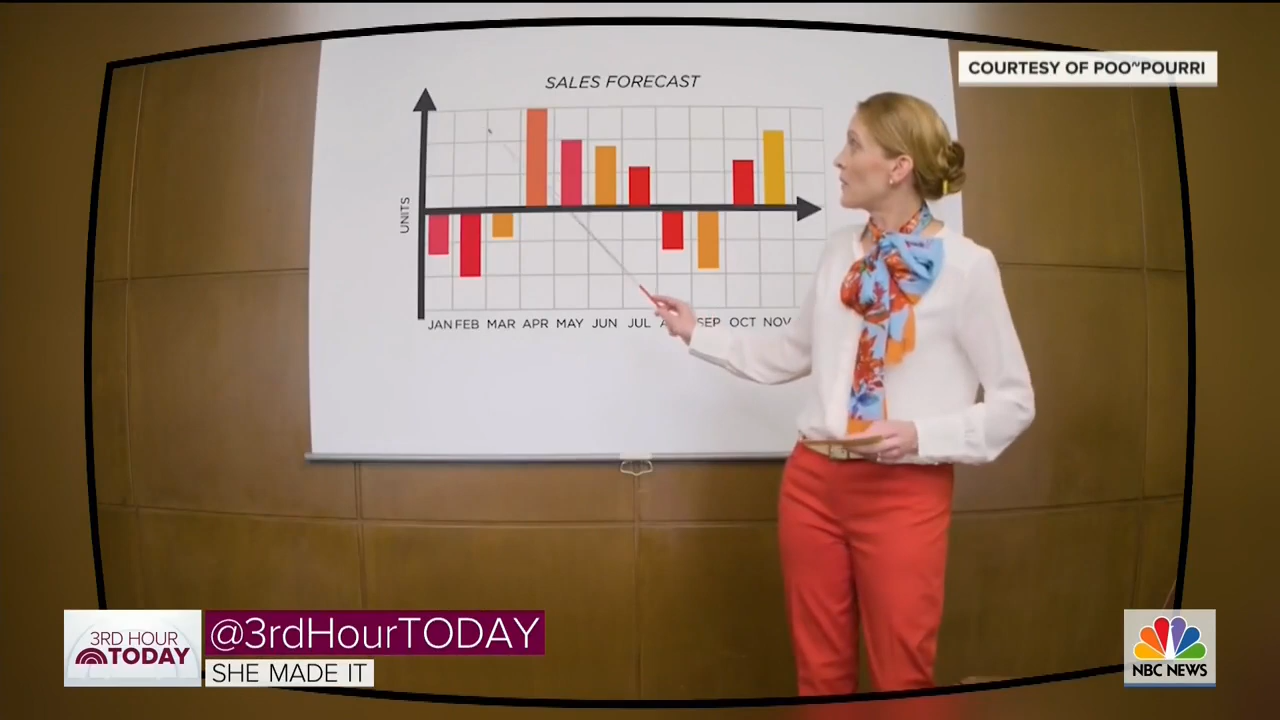 COURTESY OF POO~POURRI
SALES FORECAST
UNITS
JAN FEB MAR APR MAY JUN JUL SEP OCT NOV
3RD HOUR
TODAY
@3rdHourTODAY
SHE MADE IT
NBC NEWS